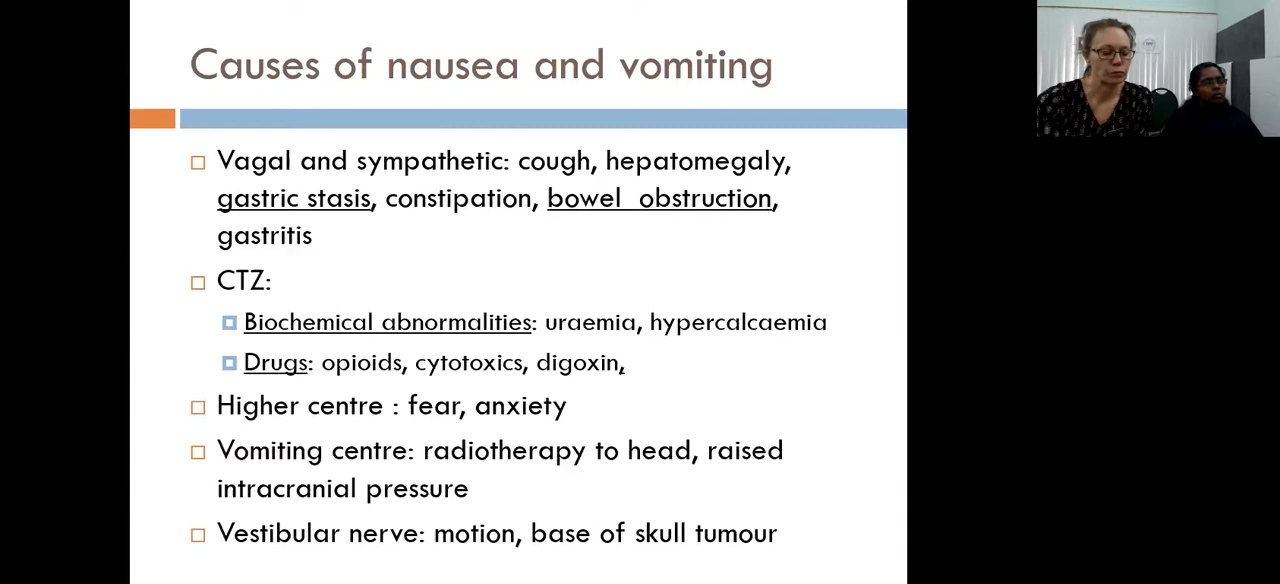 Causes of nausea and vomiting
Vagal and sympathetic: cough, hepatomegaly,
gastric stasis, constipation, bowel obstruction,
gastritis
CTZ:
Biochemical abnormalities: uraemia, hypercalcaemia
Drugs: opioids, cytotoxics, digoxin,
Higher centre : fear, anxiety
Vomiting centre: radiotherapy to head, raised
intracranial pressure
Vestibular nerve: motion, base of skull tumour